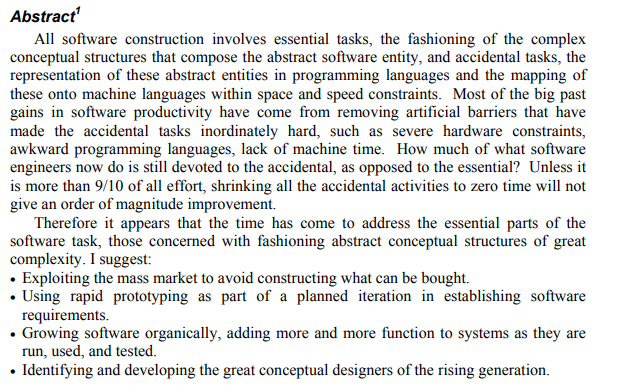 Abstract¹
All software construction involves essential tasks, the fashioning of the complex
conceptual structures that compose the abstract software entity, and accidental tasks, the
representation of these abstract entities in programming languages and the mapping of
these onto machine languages within space and speed constraints. Most of the big past
gains in software productivity have come from removing artificial barriers that have
made the accidental tasks inordinately hard, such as severe hardware constraints,
awkward programming languages, lack of machine time. How much of what software
engineers now do is still devoted to the accidental, as opposed to the essential? Unless it
is more than 9/10 of all effort, shrinking all the accidental activities to zero time will not
give an order of magnitude improvement.
Therefore it appears that the time has come to address the essential parts of the
software task, those concerned with fashioning abstract conceptual structures of great
complexity. I suggest:
• Exploiting the mass market to avoid constructing what can be bought.
• Using rapid prototyping as part of a planned iteration in establishing software
requirements.
• Growing software organically, adding more and more function to systems as they are
run, used, and tested.
• Identifying and developing the great conceptual designers of the rising generation.